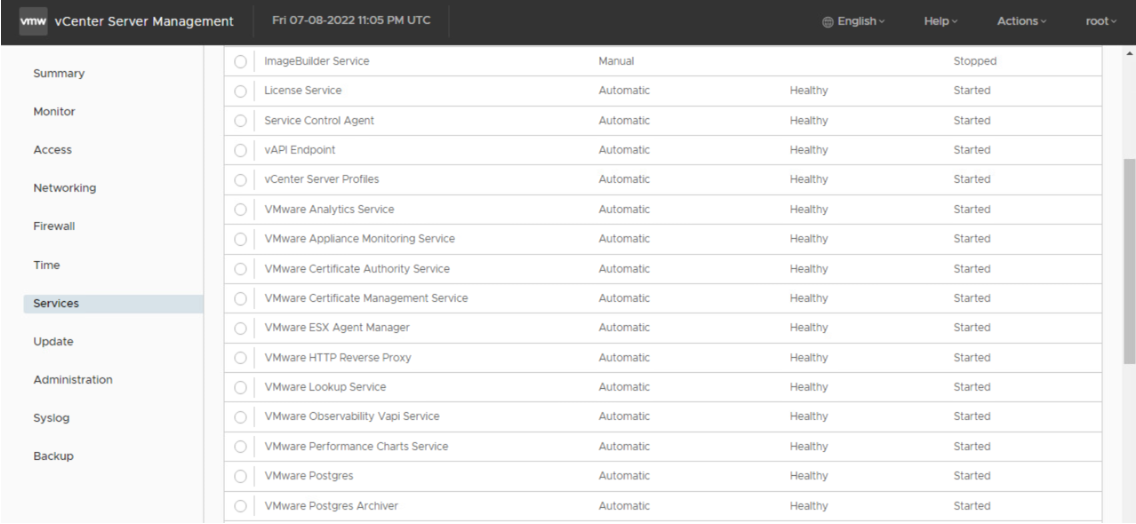 vmw vCenter Server Management Fri 07-08-2022 11:05 PM UTC English Help Actions root
Summary
Monitor
Access
Networking
Firewall
Time
Services
Update
Administration
Syslog
Backup
ImageBuilder Service Manual Stopped
License Service Automatic Healthy Started
Service Control Agent Automatic Healthy Started
vAPI Endpoint Automatic Healthy Started
vCenter Server Profiles Automatic Healthy Started
VMware Analytics Service Automatic Healthy Started
VMware Appliance Monitoring Service Automatic Healthy Started
VMware Certificate Authority Service Automatic Healthy Started
VMware Certificate Management Service Automatic Healthy Started
VMware ESX Agent Manager Automatic Healthy Started
VMware HTTP Reverse Proxy Automatic Healthy Started
VMware Lookup Service Automatic Healthy Started
VMware Observability Vapi Service Automatic Healthy Started
VMware Performance Charts Service Automatic Healthy Started
VMware Postgres Automatic Healthy Started
VMware Postgres Archiver Automatic Healthy Started